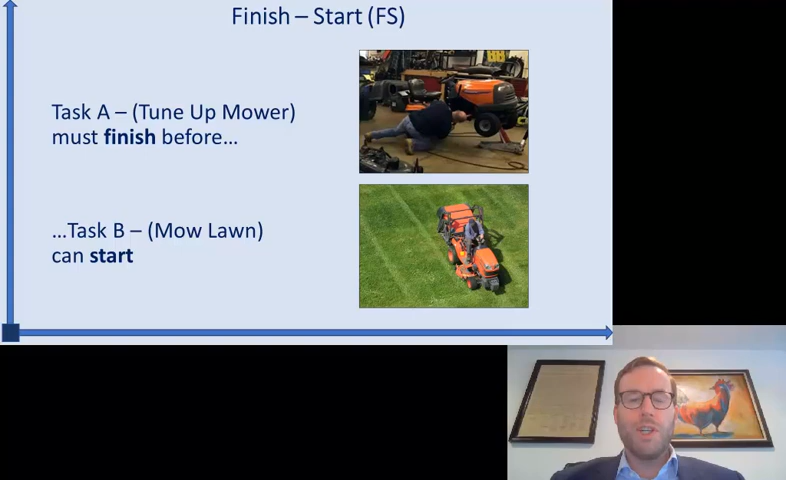 Finish – Start (FS)
Task A – (Tune Up Mower)
must finish before…
…Task B – (Mow Lawn)
can start